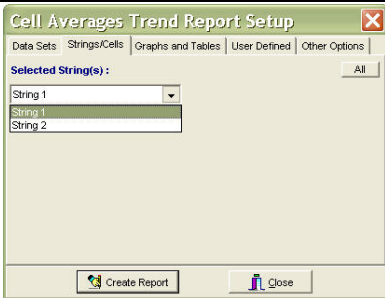 Cell Averages Trend Report Setup
Data Sets Strings/Cells Graphs and Tables User Defined Other Options
Selected String(s) : All
String 1
String 1
String 2
Create Report Close